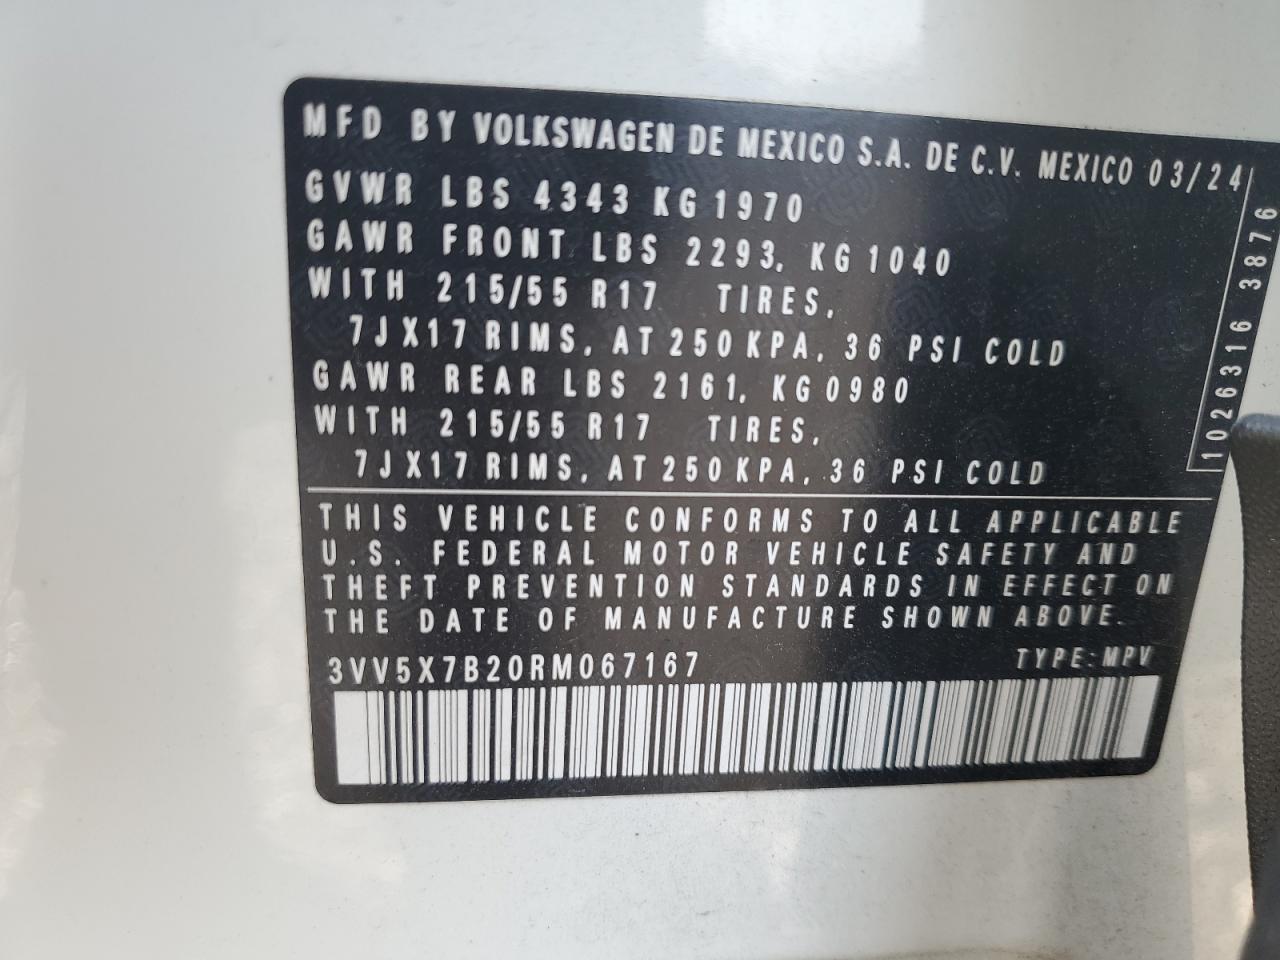 MFD BY VOLKSWAGEN DE MEXICO S.A. DE C.V. MEXICO 03/24
GVWR LBS 4343 KG 1970
GAWR FRONT LBS 2293, KG 1040
WITH 215/55 R17 TIRES,
7JX17 RIMS, AT 250 KPA, 36 PSI COLD
GAWR REAR LBS 2161, KG 0980
WITH 215/55 R17 TIRES,
7JX17 RIMS, AT 250 KPA, 36 PSI COLD
THIS VEHICLE CONFORMS TO ALL APPLICABLE
U.S. FEDERAL MOTOR VEHICLE SAFETY AND
THEFT PREVENTION STANDARDS IN EFFECT ON
THE DATE OF MANUFACTURE SHOWN ABOVE.
3VV5X7B20RM067167 TYPE:MPV
1026316 3876